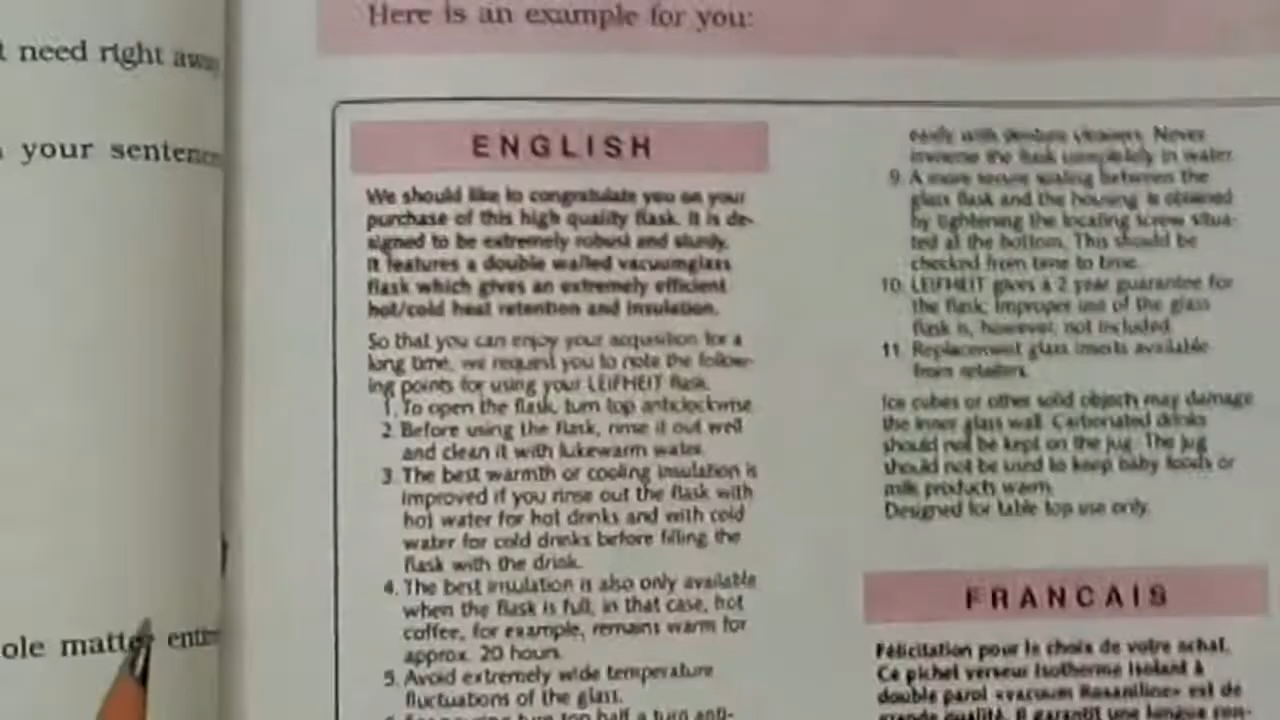 t need right away
your sentence
ole matter entire
Here is an example for you:
ENGLISH
We should like to congratulate you on your
purchase of this high quality flask. It is de-
signed to be extremely robust and sturdy.
It features a double walled vacuumglass
flask which gives an extremely efficient
hot/cold heat retention and insulation.
So that you can enjoy your acquisition for a
long time, we request you to note the follow-
ing points for using your LEIFHEIT flask.
1. To open the flask, turn top anticlockwise
2. Before using the flask, rinse it out well
and clean it with lukewarm water.
3. The best warmth or cooling insulation is
improved if you rinse out the flask with
hot water for hot drinks and with cold
water for cold drinks before filling the
flask with the drink.
4. The best insulation is also only available
when the flask is full, in that case, hot
coffee, for example, remains warm for
approx. 20 hours.
5. Avoid extremely wide temperature
fluctuations of the glass.
turn top half a turn anti-
easily with denture cleaners. Never
immerse the flask completely in water.
9. A more secure sealing between the
glass flask and the housing is obtained
by tightening the locating screw situa-
ted at the bottom. This should be
checked from time to time.
10. LEIFHEIT gives a 2 year guarantee for
the flask; improper use of the glass
flask is, however, not included.
11. Replacement glass inserts available
from retailers.
Ice cubes or other solid objects may damage
the inner glass wall. Carbonated drinks
should not be kept on the jug. The jug
should not be used to keep baby foods or
milk products warm.
Designed for table top use only.
FRANCAIS
Félicitation pour le choix de votre achat.
Ce pichet verseur isotherme isolant à
double paroi «vacuum Rosaniline» est de
grande qualité. Il garantit une longue con-